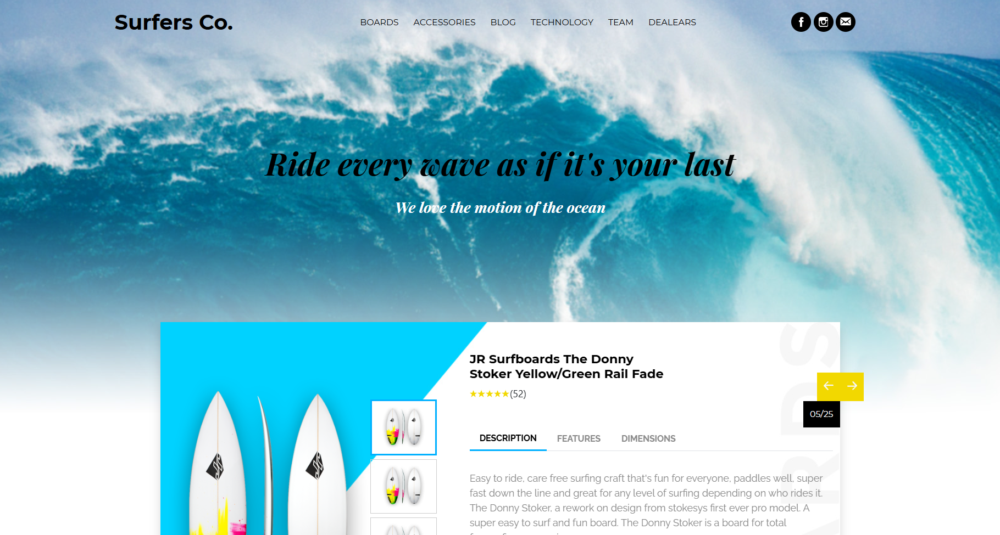 Surfers Co.
BOARDS ACCESSORIES BLOG TECHNOLOGY TEAM DEALEARS
Ride every wave as if it's your last
We love the motion of the ocean
JR Surfboards The Donny
Stoker Yellow/Green Rail Fade
★★★★★(52)
05/25
DESCRIPTION FEATURES DIMENSIONS
Easy to ride, care free surfing craft that's fun for everyone, paddles well, super
fast down the line and great for any level of surfing depending on who rides it.
The Donny Stoker, a rework on design from stokesys first ever pro model. A
super easy to surf and fun board. The Donny Stoker is a board for total
ARDS